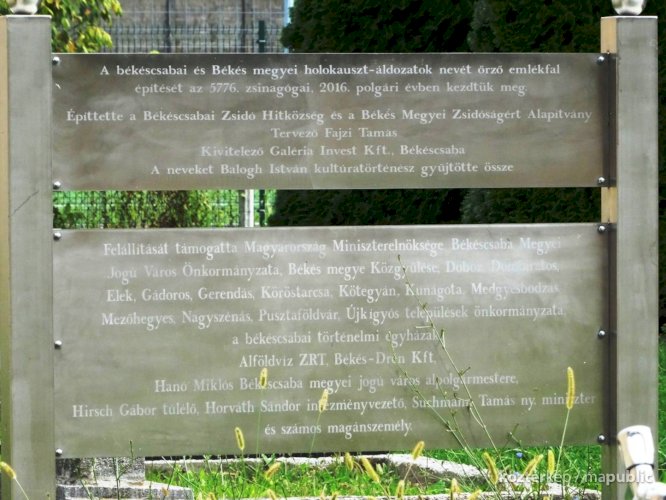 A békéscsabai és Békés megyei holokauszt-áldozatok nevét őrző emlékfal
építését az 5776. zsinagógai, 2016. polgári évben kezdtük meg.
Építtette a Békéscsabai Zsidó Hitközség és a Békés Megyei Zsidóságért Alapítvány
Tervező Fajzi Tamás
Kivitelező Galéria Invest Kft., Békéscsaba
A neveket Balogh István kultúratörténész gyűjtötte össze
Felállítását támogatta Magyarország Miniszterelnöksége, Békéscsaba Megyei
Jogú Város Önkormányzata, Békés megye Közgyűlése, Doboz, Dombiratos,
Elek, Gádoros, Gerendás, Köröstarcsa, Kötegyán, Kunágota, Medgyesbodzás,
Mezőhegyes, Nagyszénás, Pusztaföldvár, Újkígyós települések önkormányzata,
a békéscsabai történelmi egyházak,
Alföldvíz ZRT, Békés-Drén Kft.,
Hanó Miklós Békéscsaba megyei jogú város alpolgármestere,
Hirsch Gábor túlélő, Horváth Sándor intézményvezető, Suchmann Tamás ny. miniszter
és számos magánszemély.
közterkep / mapublic